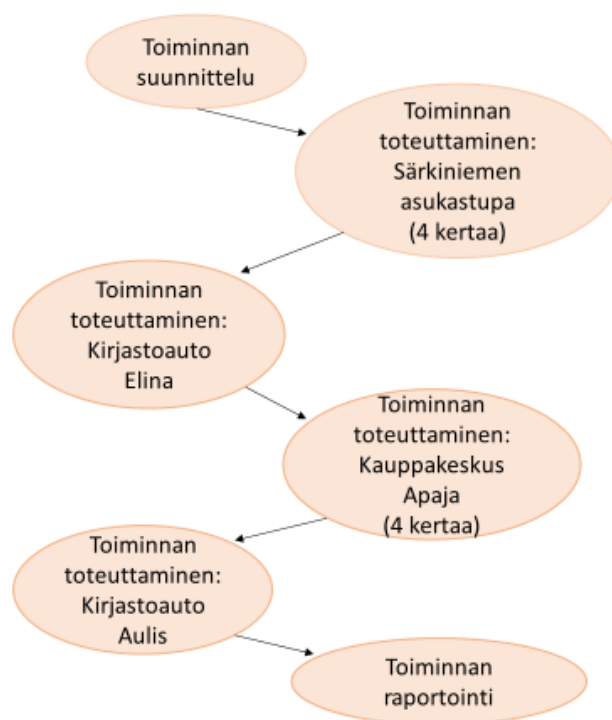 Toiminnan
suunnittelu
Toiminnan
toteuttaminen:
Särkiniemen
asukastupa
(4 kertaa)
Toiminnan
toteuttaminen:
Kirjastoauto
Elina
Toiminnan
toteuttaminen:
Kauppakeskus
Apaja
(4 kertaa)
Toiminnan
toteuttaminen:
Kirjastoauto
Aulis
Toiminnan
raportointi